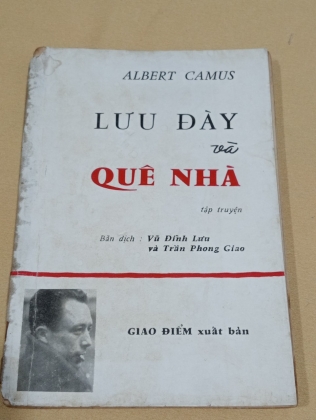 ALBERT CAMUS
LƯU ĐÀY
và
QUÊ NHÀ
tập truyện
Bản dịch : Vũ Đình Lưu
và Trần Phong Giao
GIAO ĐIỂM xuất bản